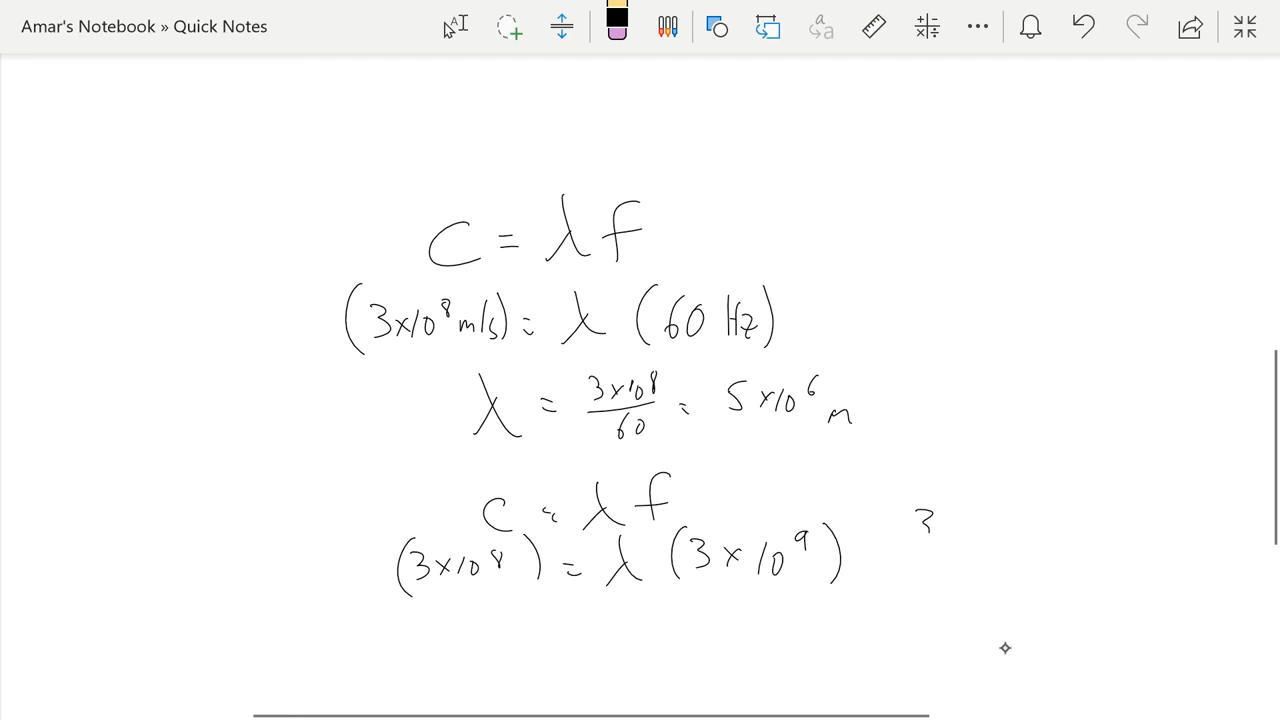 Amar's Notebook » Quick Notes
c = λf
(3×10⁸ m/s) = λ (60 Hz)
λ = 3×10⁸/60 = 5×10⁶ m
c = λf
3
(3×10⁸) = λ (3×10⁹)